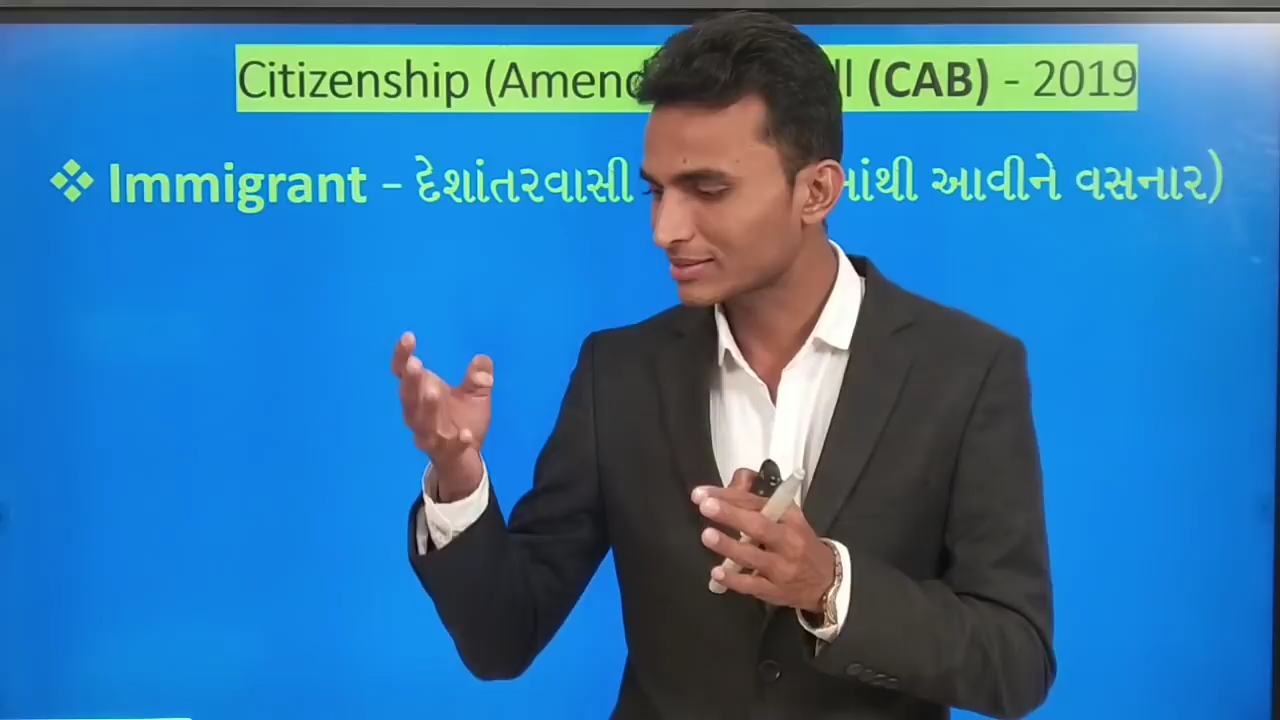 Citizenship (Amend ll (CAB) - 2019
❖ Immigrant – દેશાંતરવાસી માંથી આવીને વસનાર)